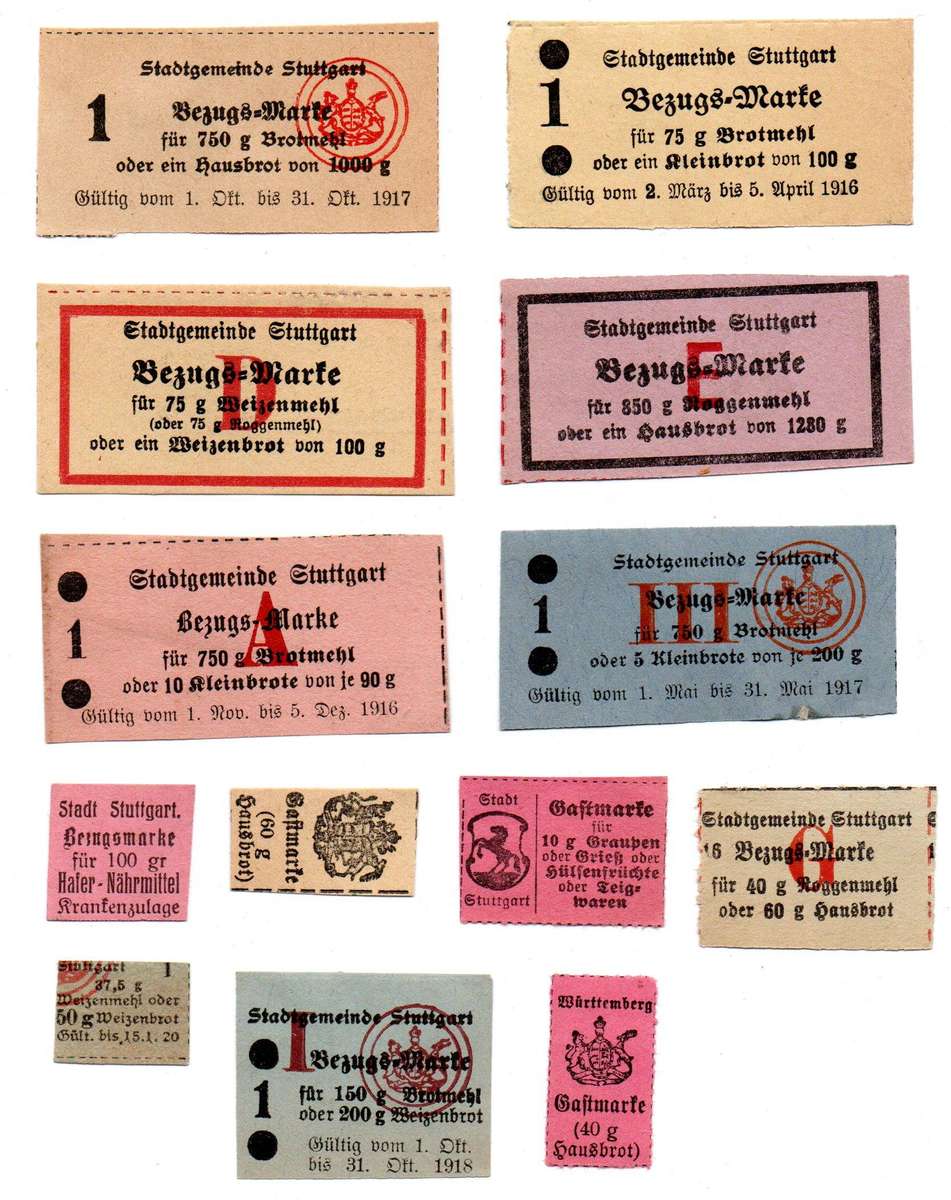 1
Stadtgemeinde Stuttgart
Bezugs-Marke
für 750 g Brotmehl
oder ein Hausbrot von 1000 g
Gültig vom 1. Okt. bis 31. Okt. 1917
1
Stadtgemeinde Stuttgart
Bezugs-Marke
für 75 g Brotmehl
oder ein Kleinbrot von 100 g
Gültig vom 2. März bis 5. April 1916
D
Stadtgemeinde Stuttgart
Bezugs-Marke
für 75 g Weizenmehl
(oder 75 g Roggenmehl)
oder ein Weizenbrot von 100 g
E
Stadtgemeinde Stuttgart
Bezugs-Marke
für 850 g Roggenmehl
oder ein Hausbrot von 1280 g
1
A
Stadtgemeinde Stuttgart
Bezugs-Marke
für 750 g Brotmehl
oder 10 Kleinbrote von je 90 g
Gültig vom 1. Nov. bis 5. Dez. 1916
1
III
Stadtgemeinde Stuttgart
Bezugs-Marke
für 750 g Brotmehl
oder 5 Kleinbrote von je 200 g
Gültig vom 1. Mai bis 31. Mai 1917
Stadt Stuttgart.
Bezugsmarke
für 100 gr
Hafer-Nährmittel
Krankenzulage
Gastmarke
(60 g
Hausbrot)
Stadt
Stuttgart
Gastmarke
für
10 g Graupen
oder Grieß oder
Hülsenfrüchte
oder Teig-
waren
G
Stadtgemeinde Stuttgart
16 Bezugs-Marke
für 40 g Roggenmehl
oder 60 g Hausbrot
Stuttgart 1
37,5 g
Weizenmehl oder
50 g Weizenbrot
Gült. bis 15.1. 20
1
I
Stadtgemeinde Stuttgart
Bezugs-Marke
für 150 g Brotmehl
oder 200 g Weizenbrot
Gültig vom 1. Okt.
bis 31. Okt. 1918
Württemberg
Gastmarke
(40 g
Hausbrot)